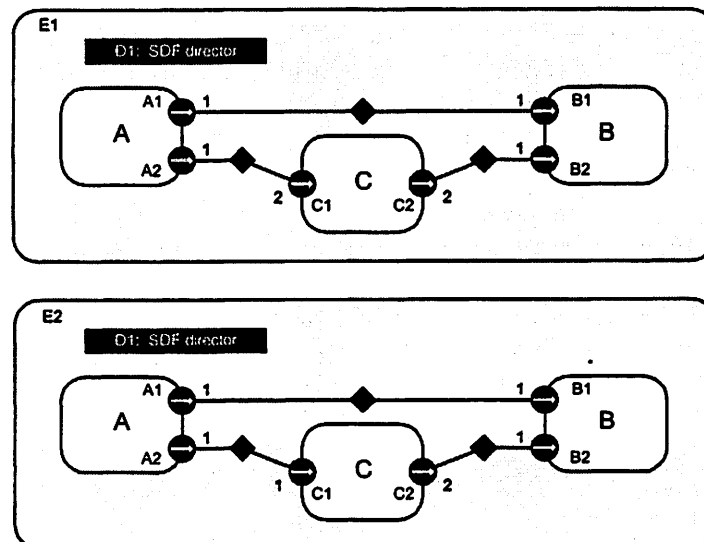 E1
D1: SDF director
A1 1 1 B1
A B
A2 1 1 B2
C
2 C1 C2 2
E2
D1: SDF director
A1 1 1 B1
A B
A2 1 1 B2
C
1 C1 C2 2